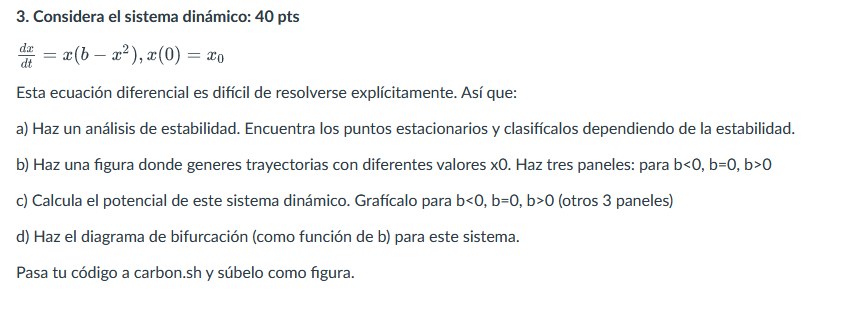 3. Considera el sistema dinámico: 40 pts
dx/dt = x(b − x²), x(0) = x₀
Esta ecuación diferencial es difícil de resolverse explícitamente. Así que:
a) Haz un análisis de estabilidad. Encuentra los puntos estacionarios y clasifícalos dependiendo de la estabilidad.
b) Haz una figura donde generes trayectorias con diferentes valores x0. Haz tres paneles: para b<0, b=0, b>0
c) Calcula el potencial de este sistema dinámico. Grafícalo para b<0, b=0, b>0 (otros 3 paneles)
d) Haz el diagrama de bifurcación (como función de b) para este sistema.
Pasa tu código a carbon.sh y súbelo como figura.